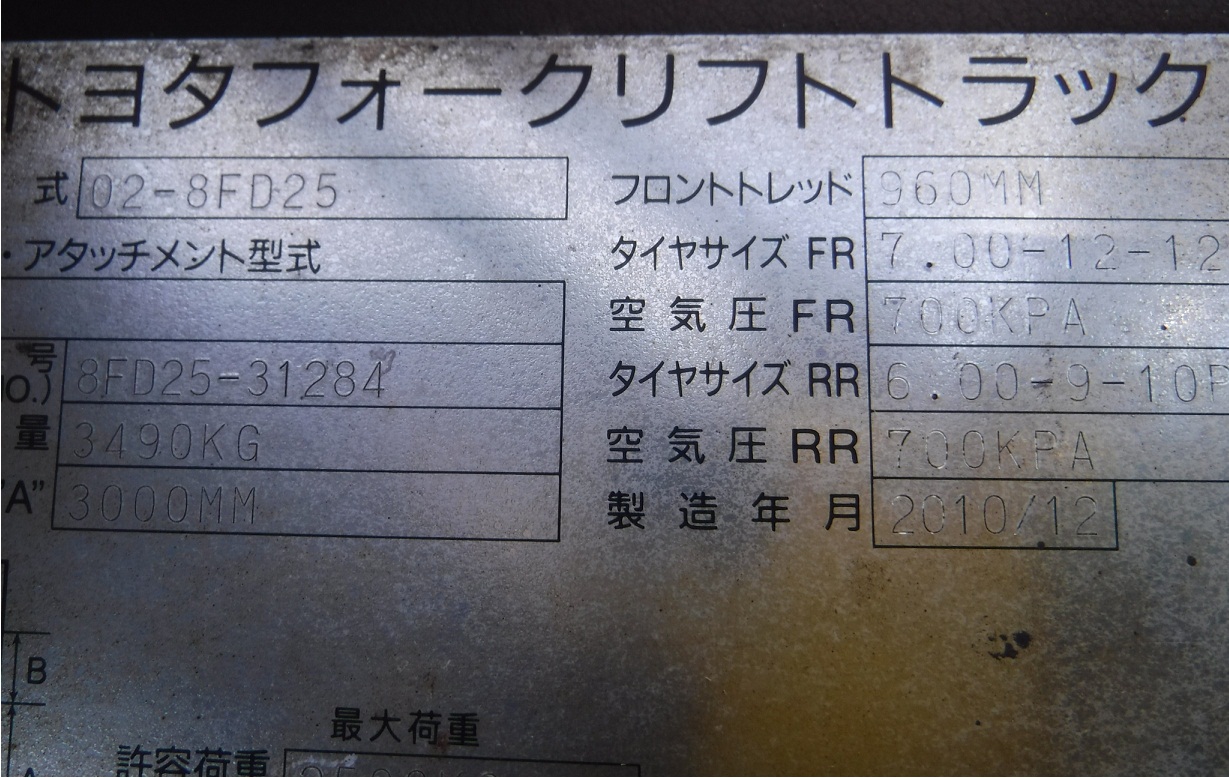 トヨタフォークリフトトラック
式 02-8FD25
・アタッチメント型式
号
O.) 8FD25-31284
量 3490KG
"A" 3000MM
フロントトレッド 960MM
タイヤサイズ FR 7.00-12-12
空気圧 FR 700KPA
タイヤサイズ RR 6.00-9-10P
空気圧 RR 700KPA
製造年月 2010/12
B
最大荷重
許容荷重
A